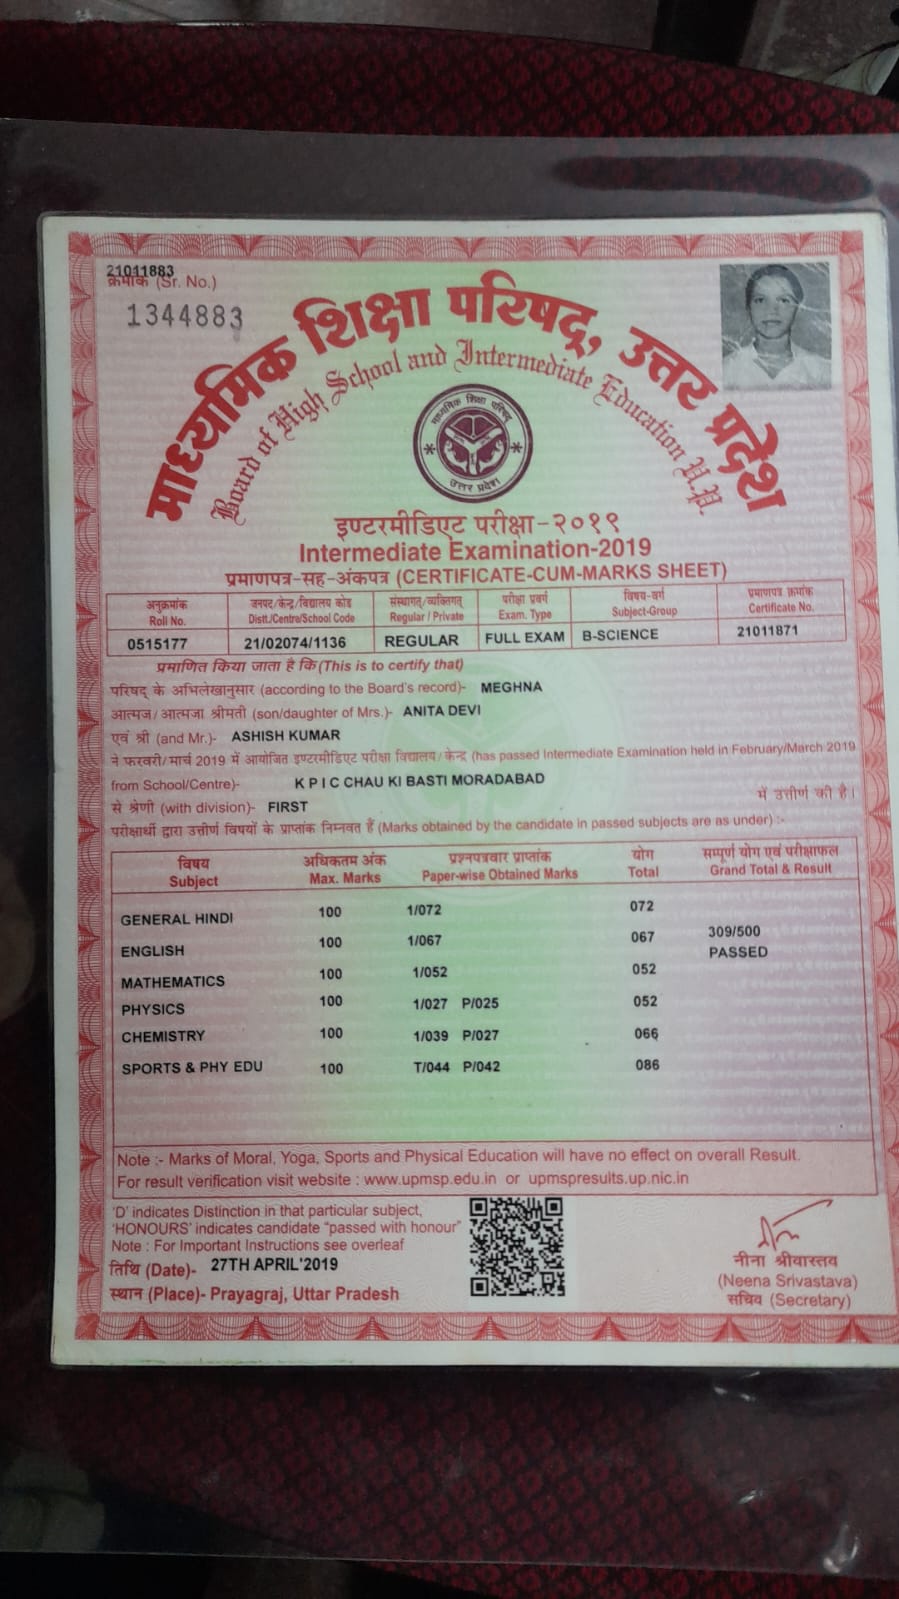 21011883
क्रमांक (Sr. No.)
1344883
माध्यमिक शिक्षा परिषद्, उत्तर प्रदेश
Board of High School and Intermediate Education U.P.
माध्यमिक शिक्षा परिषद्
उत्तर प्रदेश
इण्टरमीडिएट परीक्षा-२०१९
Intermediate Examination-2019
प्रमाणपत्र-सह-अंकपत्र (CERTIFICATE-CUM-MARKS SHEET)
अनुक्रमांक जनपद/केन्द्र/विद्यालय कोड संस्थागत्/व्यक्तिगत् परीक्षा प्रवर्ग विषय-वर्ग प्रमाणपत्र क्रमांक
Roll No. Distt./Centre/School Code Regular / Private Exam. Type Subject-Group Certificate No.
0515177 21/02074/1136 REGULAR FULL EXAM B-SCIENCE 21011871
प्रमाणित किया जाता है कि (This is to certify that)
परिषद् के अभिलेखानुसार (according to the Board's record)- MEGHNA
आत्मज/आत्मजा श्रीमती (son/daughter of Mrs.)- ANITA DEVI
एवं श्री (and Mr.)- ASHISH KUMAR
ने फरवरी/मार्च 2019 में आयोजित इण्टरमीडिएट परीक्षा विद्यालय/केन्द्र (has passed Intermediate Examination held in February/March 2019
from School/Centre)- K P I C CHAU KI BASTI MORADABAD में उत्तीर्ण की है।
से श्रेणी (with division)- FIRST
परीक्षार्थी द्वारा उत्तीर्ण विषयों के प्राप्तांक निम्नवत हैं (Marks obtained by the candidate in passed subjects are as under) :-
विषय अधिकतम अंक प्रश्नपत्रवार प्राप्तांक योग सम्पूर्ण योग एवं परीक्षाफल
Subject Max. Marks Paper-wise Obtained Marks Total Grand Total & Result
GENERAL HINDI 100 1/072 072
ENGLISH 100 1/067 067 309/500
PASSED
MATHEMATICS 100 1/052 052
PHYSICS 100 1/027 P/025 052
CHEMISTRY 100 1/039 P/027 066
SPORTS & PHY EDU 100 T/044 P/042 086
Note :- Marks of Moral, Yoga, Sports and Physical Education will have no effect on overall Result.
For result verification visit website : www.upmsp.edu.in or upmspresults.up.nic.in
'D' indicates Distinction in that particular subject,
'HONOURS' indicates candidate "passed with honour"
Note : For Important Instructions see overleaf
तिथि (Date)- 27TH APRIL'2019
स्थान (Place)- Prayagraj, Uttar Pradesh
नीना श्रीवास्तव
(Neena Srivastava)
सचिव (Secretary)